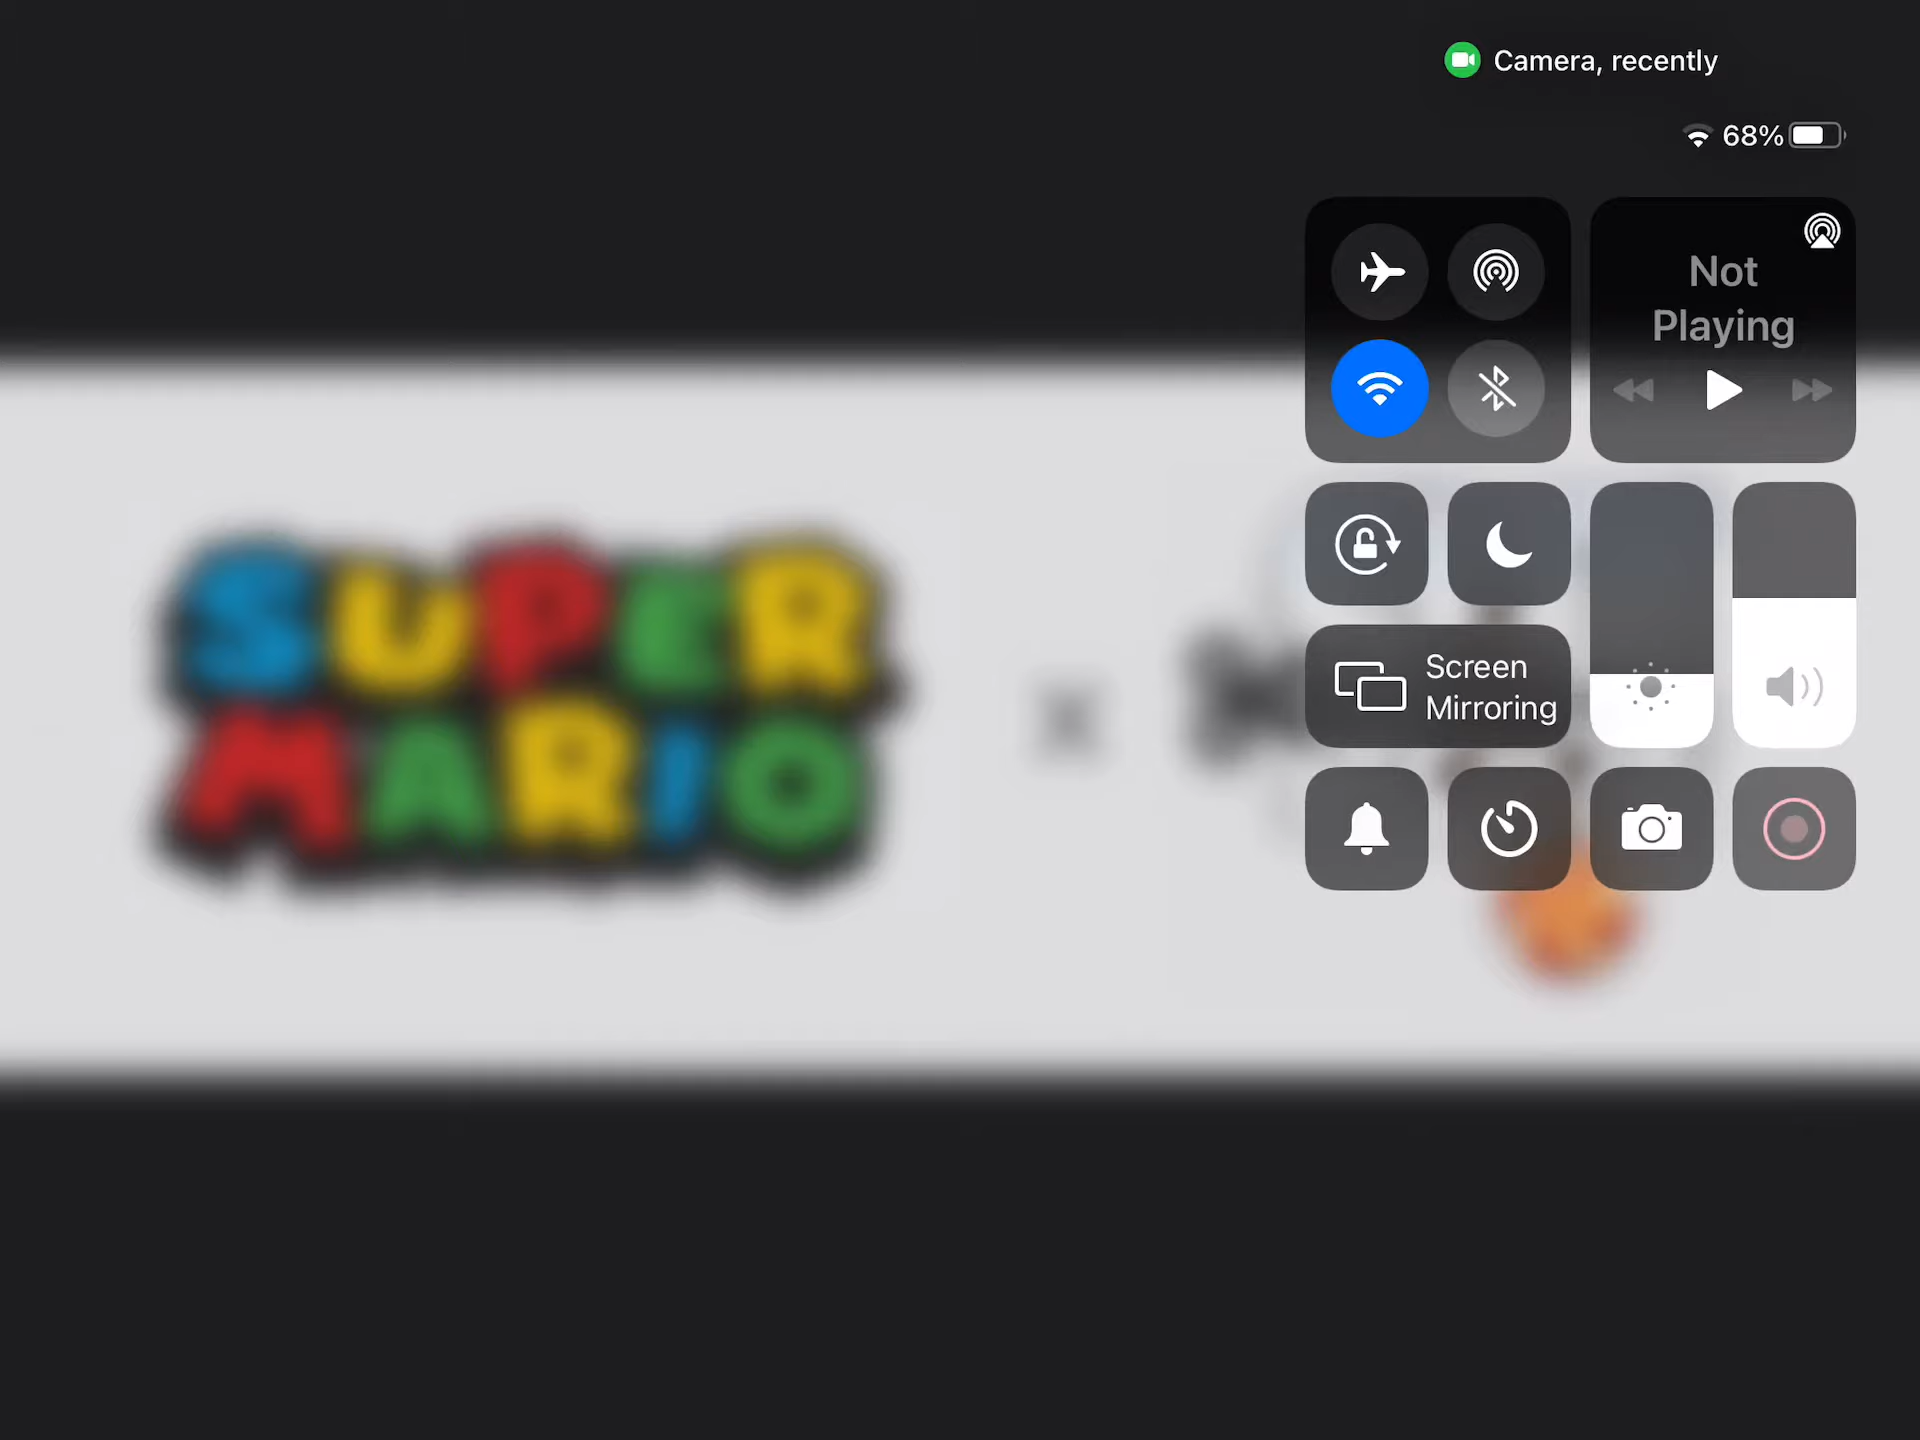 Camera, recently
68%
Not
Playing
SUPER
MARIO
x
Screen
Mirroring